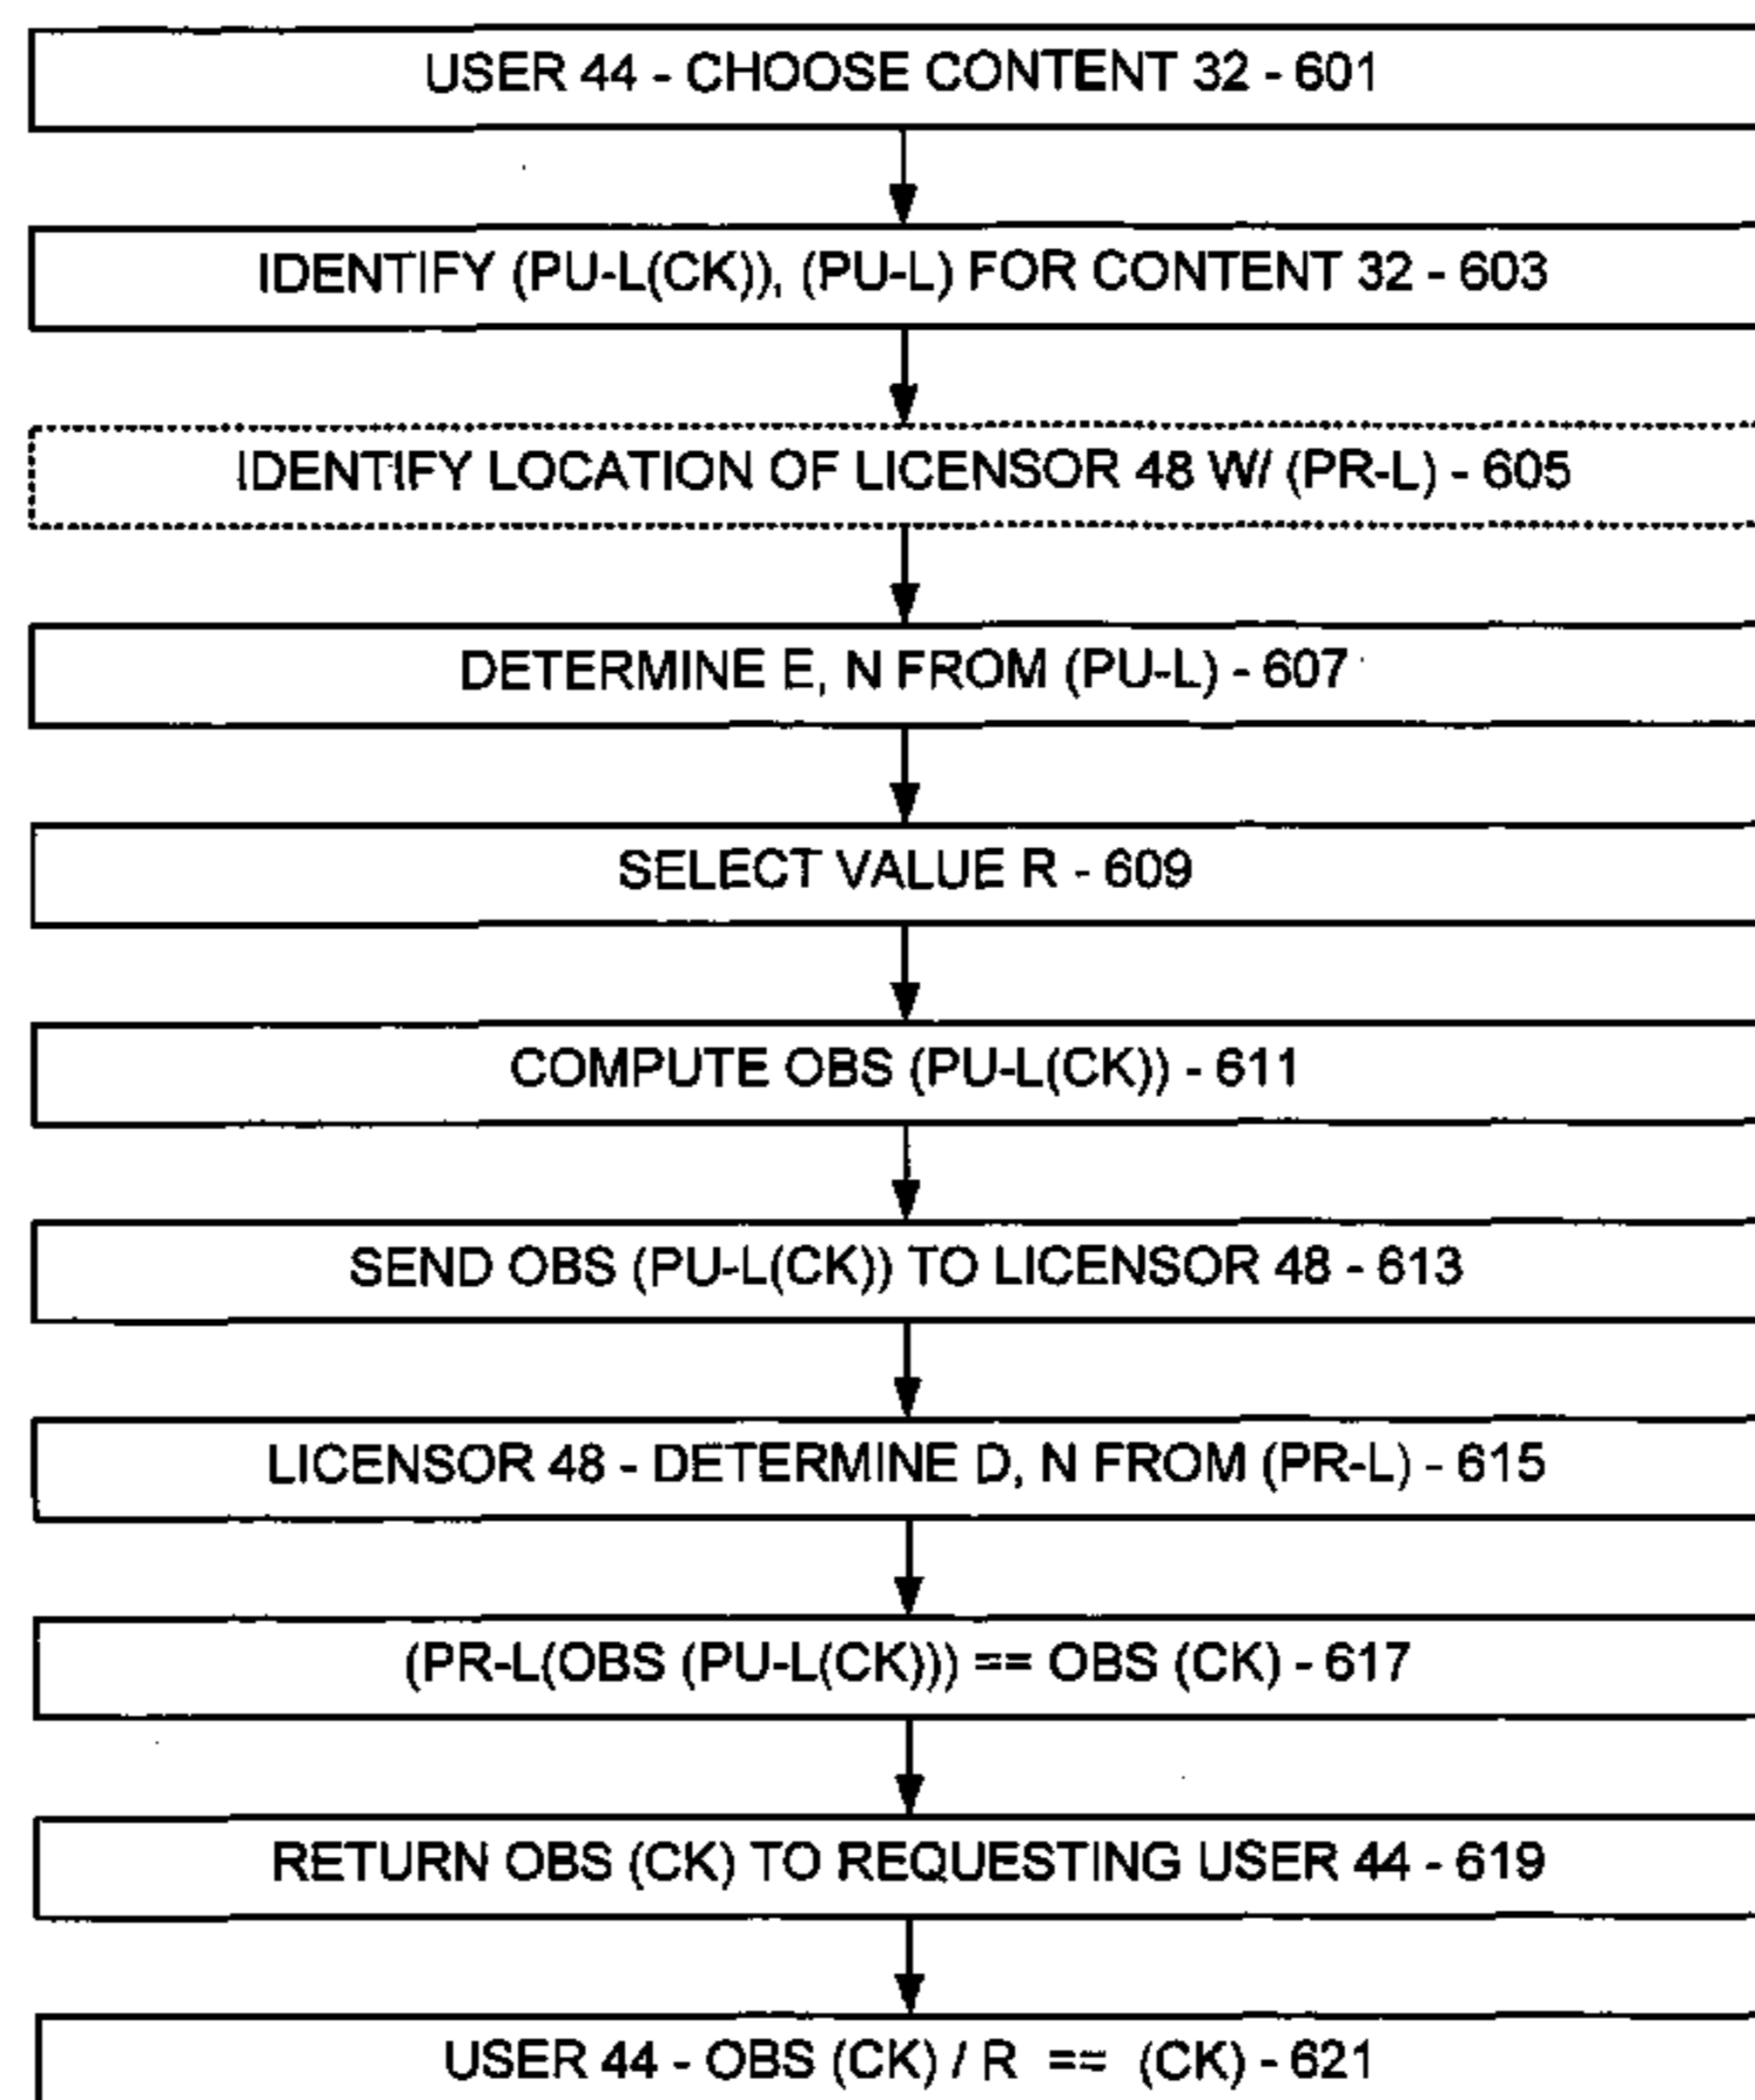 USER 44 - CHOOSE CONTENT 32 - 601
IDENTIFY (PU-L(CK)), (PU-L) FOR CONTENT 32 - 603
IDENTIFY LOCATION OF LICENSOR 48 W/ (PR-L) - 605
DETERMINE E, N FROM (PU-L) - 607
SELECT VALUE R - 609
COMPUTE OBS (PU-L(CK)) - 611
SEND OBS (PU-L(CK)) TO LICENSOR 48 - 613
LICENSOR 48 - DETERMINE D, N FROM (PR-L) - 615
(PR-L(OBS (PU-L(CK))) == OBS (CK) - 617
RETURN OBS (CK) TO REQUESTING USER 44 - 619
USER 44 - OBS (CK) / R == (CK) - 621